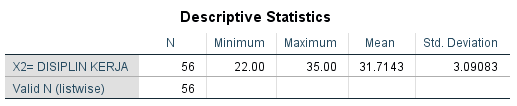 Descriptive Statistics
N Minimum Maximum Mean Std. Deviation
X2= DISIPLIN KERJA 56 22.00 35.00 31.7143 3.09083
Valid N (listwise) 56